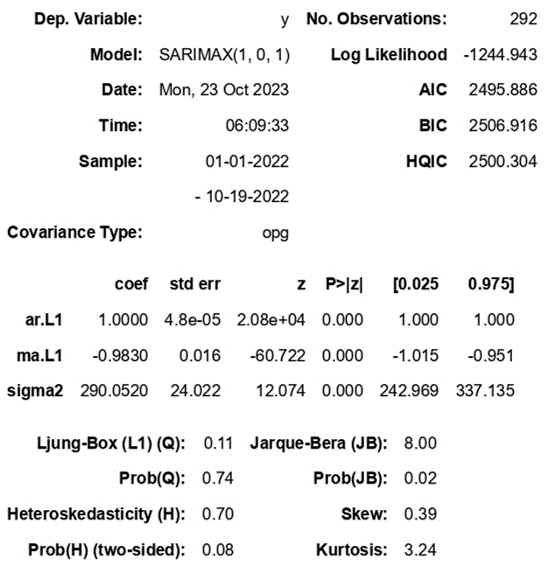 Dep. Variable: y No. Observations: 292
Model: SARIMAX(1, 0, 1) Log Likelihood -1244.943
Date: Mon, 23 Oct 2023 AIC 2495.886
Time: 06:09:33 BIC 2506.916
Sample: 01-01-2022 HQIC 2500.304
- 10-19-2022
Covariance Type: opg
coef std err z P>|z| [0.025 0.975]
ar.L1 1.0000 4.8e-05 2.08e+04 0.000 1.000 1.000
ma.L1 -0.9830 0.016 -60.722 0.000 -1.015 -0.951
sigma2 290.0520 24.022 12.074 0.000 242.969 337.135
Ljung-Box (L1) (Q): 0.11 Jarque-Bera (JB): 8.00
Prob(Q): 0.74 Prob(JB): 0.02
Heteroskedasticity (H): 0.70 Skew: 0.39
Prob(H) (two-sided): 0.08 Kurtosis: 3.24